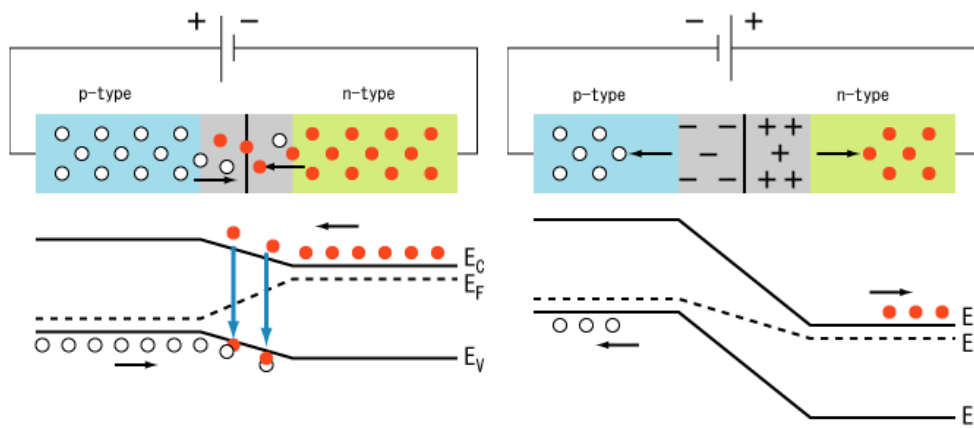 + −
p-type n-type
E_C
E_F
E_V
− +
p-type n-type
− − + +
− +
− − + +
E
E
E